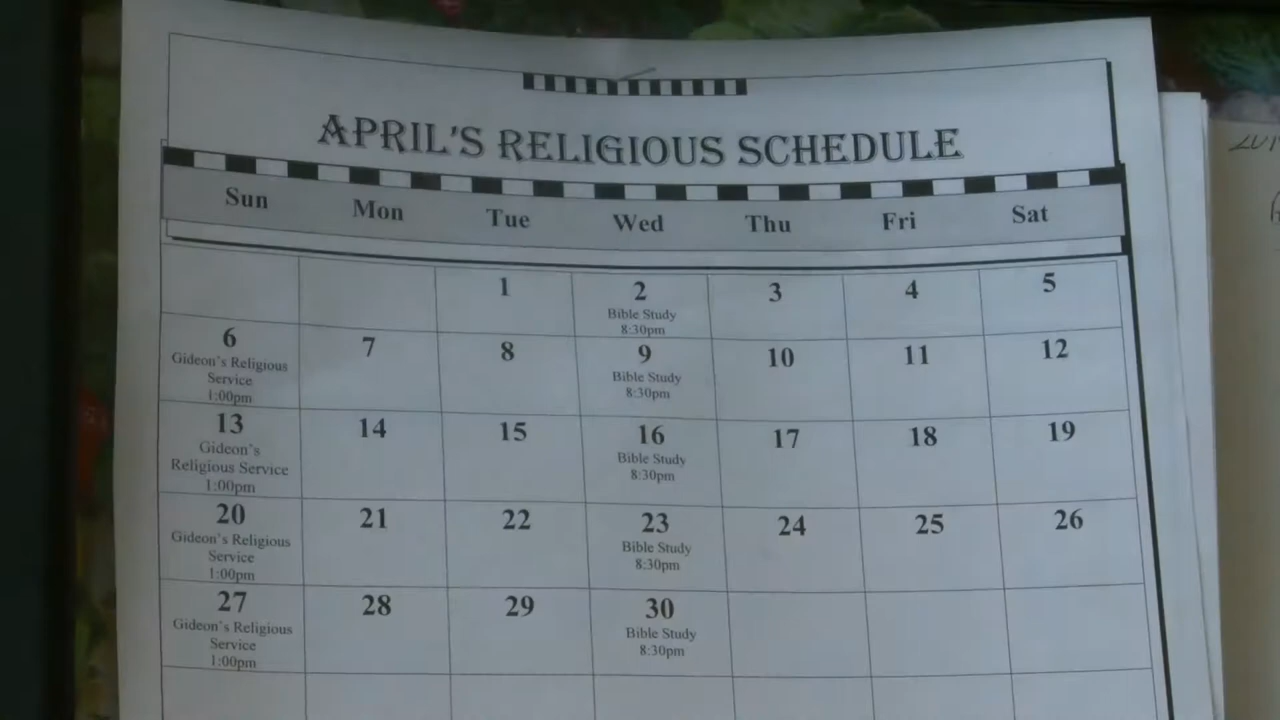 APRIL'S RELIGIOUS SCHEDULE
Sun Mon Tue Wed Thu Fri Sat
1 2 3 4 5
Bible Study
8:30pm
6 7 8 9 10 11 12
Gideon's Religious Bible Study
Service 8:30pm
1:00pm
13 14 15 16 17 18 19
Gideon's Bible Study
Religious Service 8:30pm
1:00pm
20 21 22 23 24 25 26
Gideon's Religious Bible Study
Service 8:30pm
1:00pm
27 28 29 30
Gideon's Religious Bible Study
Service 8:30pm
1:00pm